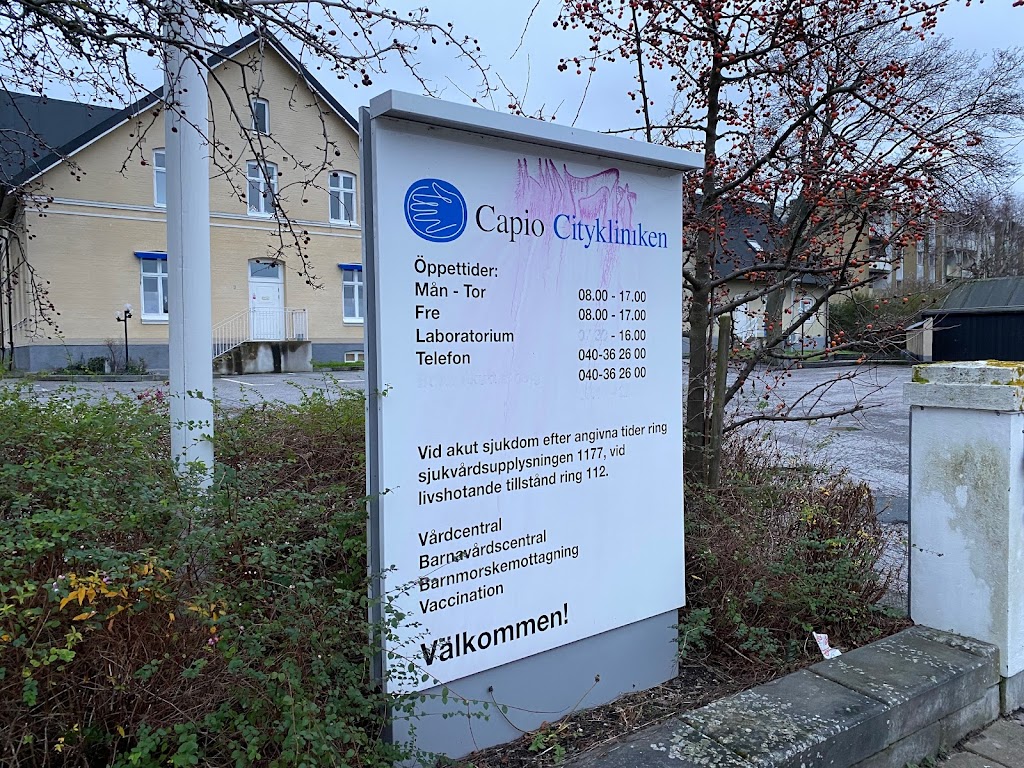 Capio Citykliniken
Öppettider:
Mån - Tor 08.00 - 17.00
Fre 08.00 - 17.00
Laboratorium - 16.00
Telefon 040-36 26 00
040-36 26 00
Vid akut sjukdom efter angivna tider ring
sjukvårdsupplysningen 1177, vid
livshotande tillstånd ring 112.
Vårdcentral
Barnavårdscentral
Barnmorskemottagning
Vaccination
Välkommen!